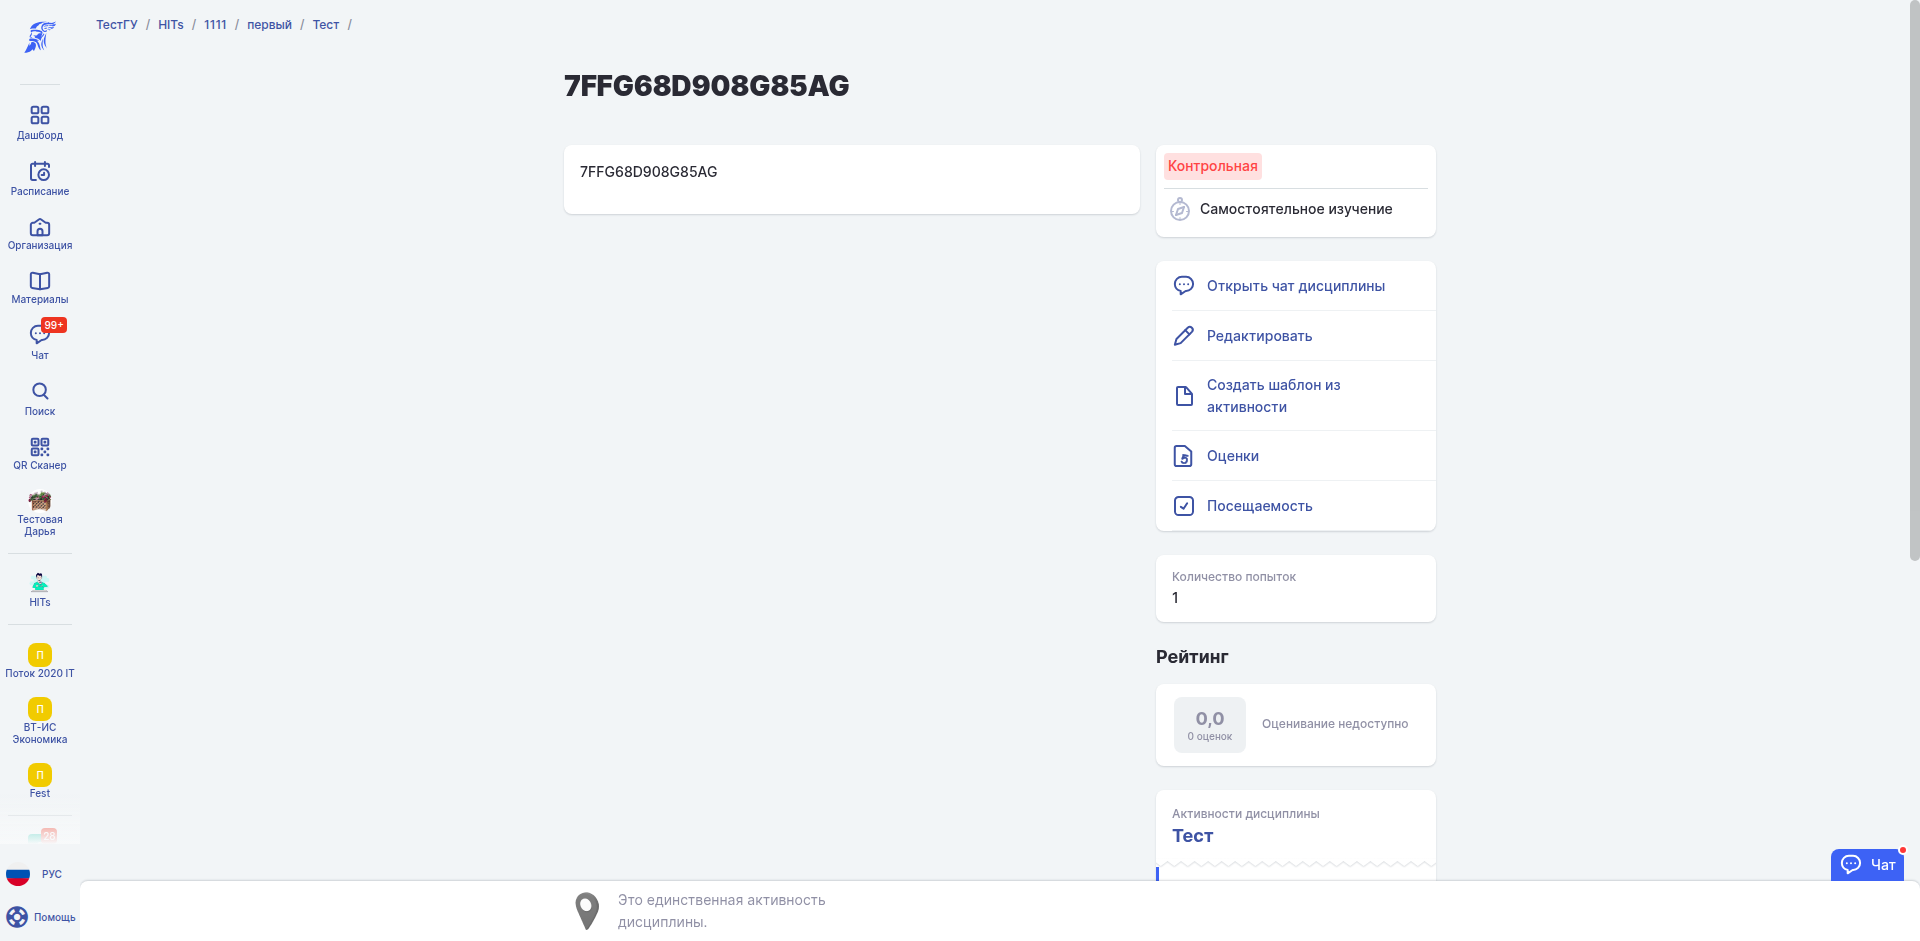 ТестГУ / HITs / 1111 / первый / Тест /
7FFG68D908G85AG
7FFG68D908G85AG
Контрольная
Самостоятельное изучение
Открыть чат дисциплины
Редактировать
Создать шаблон из
активности
Оценки
Посещаемость
Количество попыток
1
Рейтинг
0,0
0 оценок
Оценивание недоступно
Активности дисциплины
Тест
Дашборд
Расписание
Организация
Материалы
99+
Чат
Поиск
QR Сканер
Тестовая
Дарья
HITs
П
Поток 2020 IT
П
ВТ-ИС
Экономика
П
Fest
28
РУС
Помощь
Это единственная активность
дисциплины.
Чат